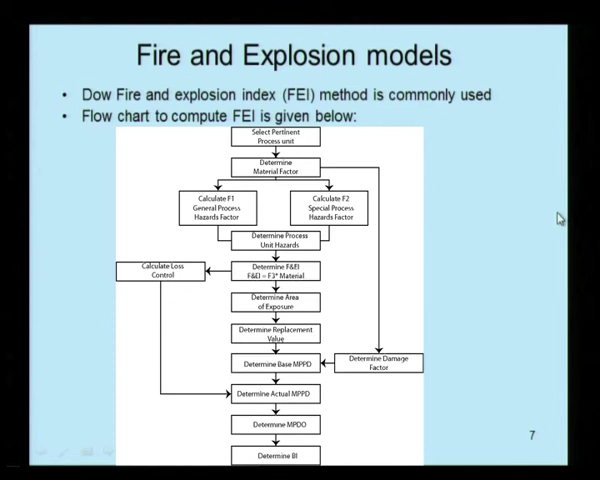 Fire and Explosion models
• Dow Fire and explosion index (FEI) method is commonly used
• Flow chart to compute FEI is given below:
Select Pertinent
Process unit
Determine
Material Factor
Calculate F1
General Process
Hazards Factor
Calculate F2
Special Process
Hazards Factor
Determine Process
Unit Hazards
Calculate Loss
Control
Determine F&EI
F&EI = F3* Material
Determine Area
of Exposure
Determine Replacement
Value
Determine Base MPPD
Determine Damage
Factor
Determine Actual MPPD
Determine MPDO
Determine BI
7